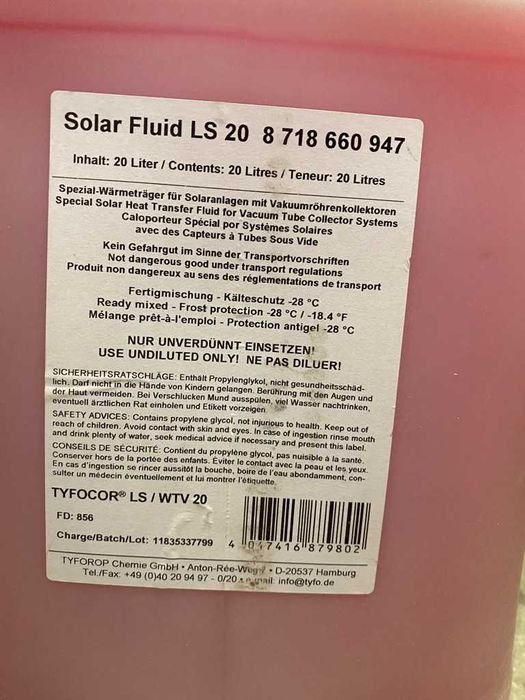 Solar Fluid LS 20 8 718 660 947
Inhalt: 20 Liter / Contents: 20 Litres / Teneur: 20 Litres
Spezial-Wärmeträger für Solaranlagen mit Vakuumröhrenkollektoren
Special Solar Heat Transfer Fluid for Vacuum Tube Collector Systems
Caloporteur Spécial por Systèmes Solaires
avec des Capteurs à Tubes Sous Vide
Kein Gefahrgut im Sinne der Transportvorschriften
Not dangerous good under transport regulations
Produit non dangereux au sens des réglementations de transport
Fertigmischung - Kälteschutz -28 °C
Ready mixed - Frost protection -28 °C / -18.4 °F
Mélange prêt-à-l'emploi - Protection antigel -28 °C
NUR UNVERDÜNNT EINSETZEN!
USE UNDILUTED ONLY! NE PAS DILUER!
SICHERHEITSRATSCHLÄGE: Enthält Propylenglykol, nicht gesundheitsschäd-
lich. Darf nicht in die Hände von Kindern gelangen. Berührung mit den Augen und
der Haut vermeiden. Bei Verschlucken Mund ausspülen, viel Wasser nachtrinken,
eventuell ärztlichen Rat einholen und Etikett vorzeigen.
SAFETY ADVICES: Contains propylene glycol, not injurious to health. Keep out of
reach of children. Avoid contact with skin and eyes. In case of ingestion rinse mouth
and drink plenty of water, seek medical advice if necessary and present this label.
CONSEILS DE SÉCURITÉ: Contient du propylène glycol, pas nuisible à la santé.
Conserver hors de la portée des enfants. Éviter le contact avec la peau et les yeux.
En cas d'ingestion se rincer aussitôt la bouche, boire de l'eau abondamment, con-
sulter un médecin éventuellement et lui montrer l'étiquette.
TYFOCOR® LS / WTV 20
FD: 856
Charge/Batch/Lot: 11835337799
4 047416 879802
TYFOROP Chemie GmbH • Anton-Rée-Weg 7 • D-20537 Hamburg
Tel./Fax: +49 (0)40 20 94 97 - 0/20 e-mail: info@tyfo.de